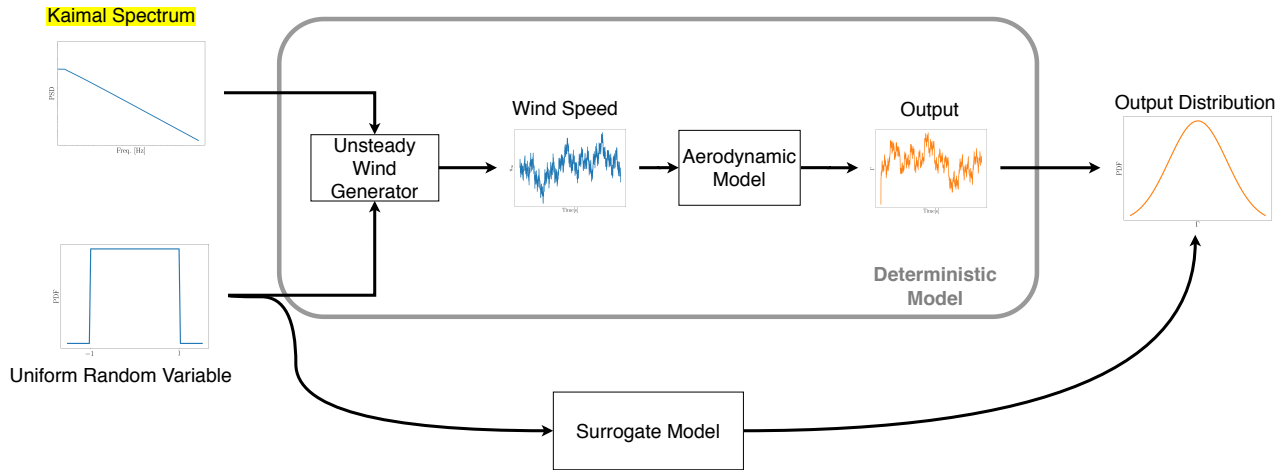 Kaimal Spectrum
PSD
Freq. [Hz]
Unsteady
Wind
Generator
Wind Speed
Time[s]
Aerodynamic
Model
Output
Γ
Time[s]
Output Distribution
PDF
Γ
Deterministic
Model
PDF
−1
1
Uniform Random Variable
Surrogate Model